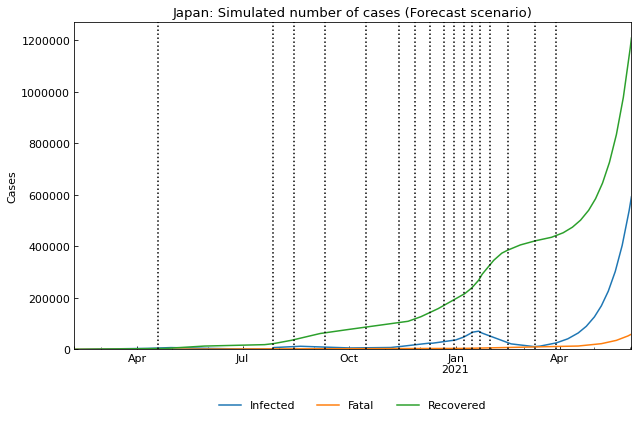 Japan: Simulated number of cases (Forecast scenario)
1200000
1000000
800000
600000
400000
200000
0
Cases
Apr Jul Oct Jan Apr
2021
Infected Fatal Recovered